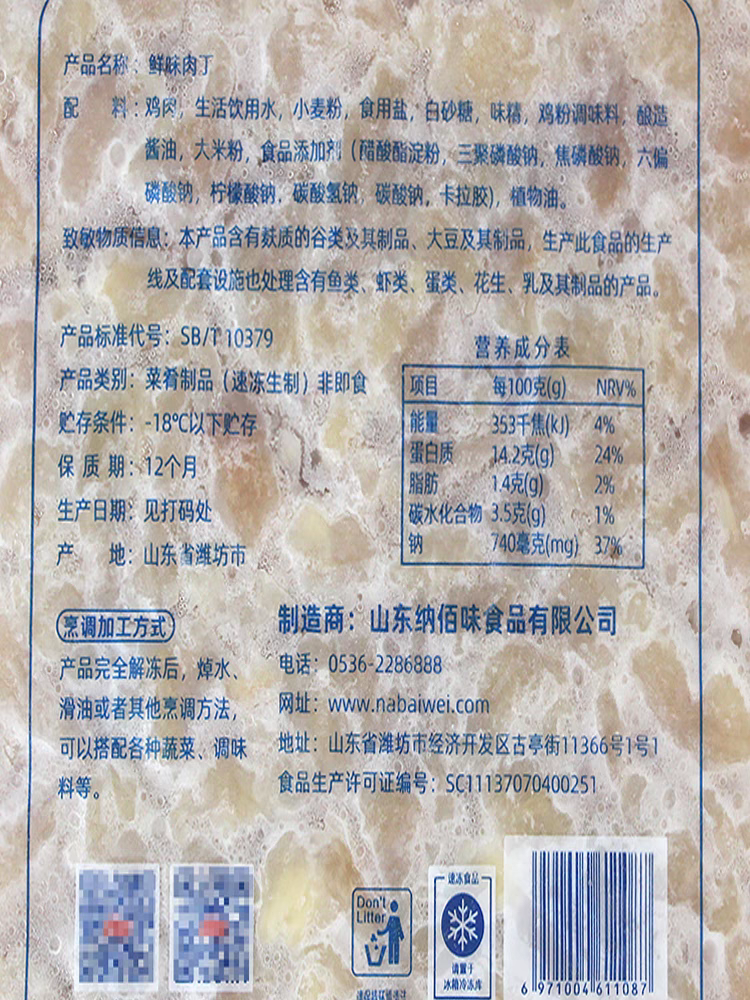 产品名称：鲜味肉丁
配　　料：鸡肉，生活饮用水，小麦粉，食用盐，白砂糖，味精，鸡粉调味料，酿造
酱油，大米粉，食品添加剂（醋酸酯淀粉，三聚磷酸钠，焦磷酸钠，六偏
磷酸钠，柠檬酸钠，碳酸氢钠，碳酸钠，卡拉胶），植物油。
致敏物质信息：本产品含有麸质的谷类及其制品、大豆及其制品，生产此食品的生产
线及配套设施也处理含有鱼类、虾类、蛋类、花生、乳及其制品的产品。
产品标准代号：SB/T 10379
产品类别：菜肴制品（速冻生制）非即食
贮存条件：-18℃以下贮存
保 质 期：12个月
生产日期：见打码处
产　　地：山东省潍坊市
营养成分表
项目 每100克(g) NRV%
能量 353千焦(kJ) 4%
蛋白质 14.2克(g) 24%
脂肪 1.4克(g) 2%
碳水化合物 3.5克(g) 1%
钠 740毫克(mg) 37%
烹调加工方式
产品完全解冻后，焯水、
滑油或者其他烹调方法，
可以搭配各种蔬菜、调味
料等。
制造商：山东纳佰味食品有限公司
电话：0536-2286888
网址：www.nabaiwei.com
地址：山东省潍坊市经济开发区古亭街11366号1号1
食品生产许可证编号：SC11137070400251
Don't
Litter
速冻食品
请置于
冰箱冷冻库
6 971004 611087